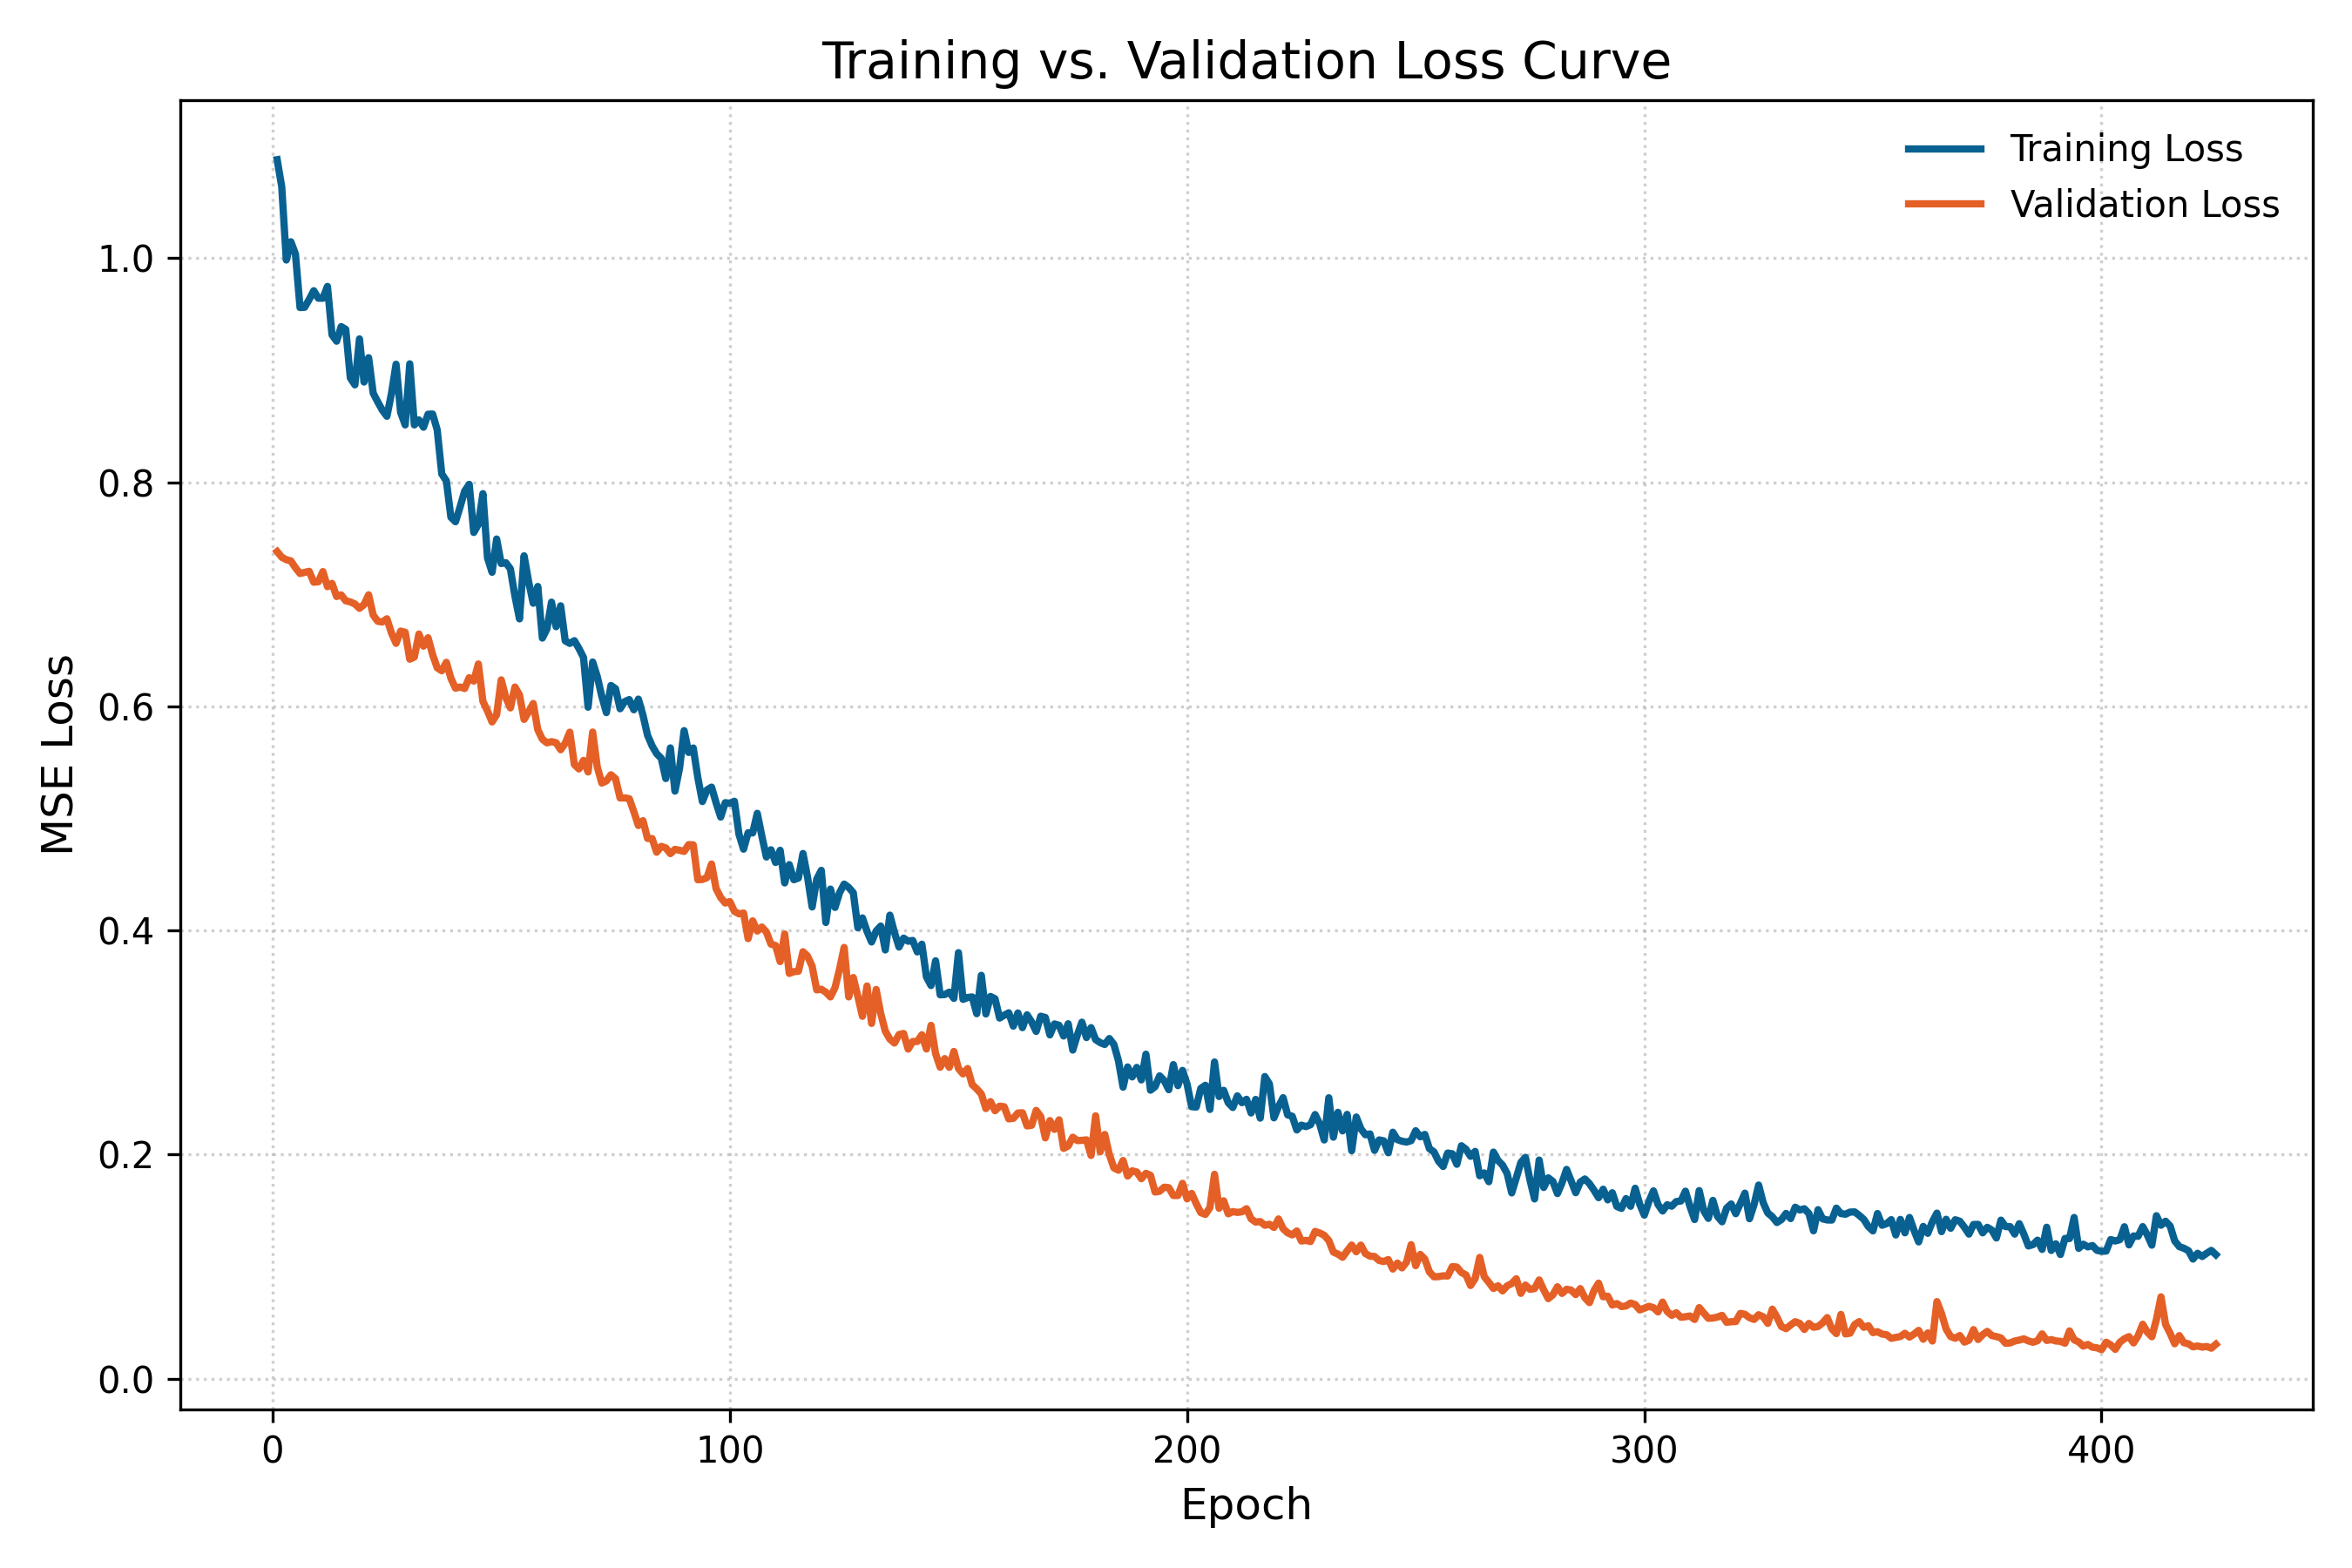 Training vs. Validation Loss Curve
Training Loss
Validation Loss
MSE Loss
1.0
0.8
0.6
0.4
0.2
0.0
0 100 200 300 400
Epoch